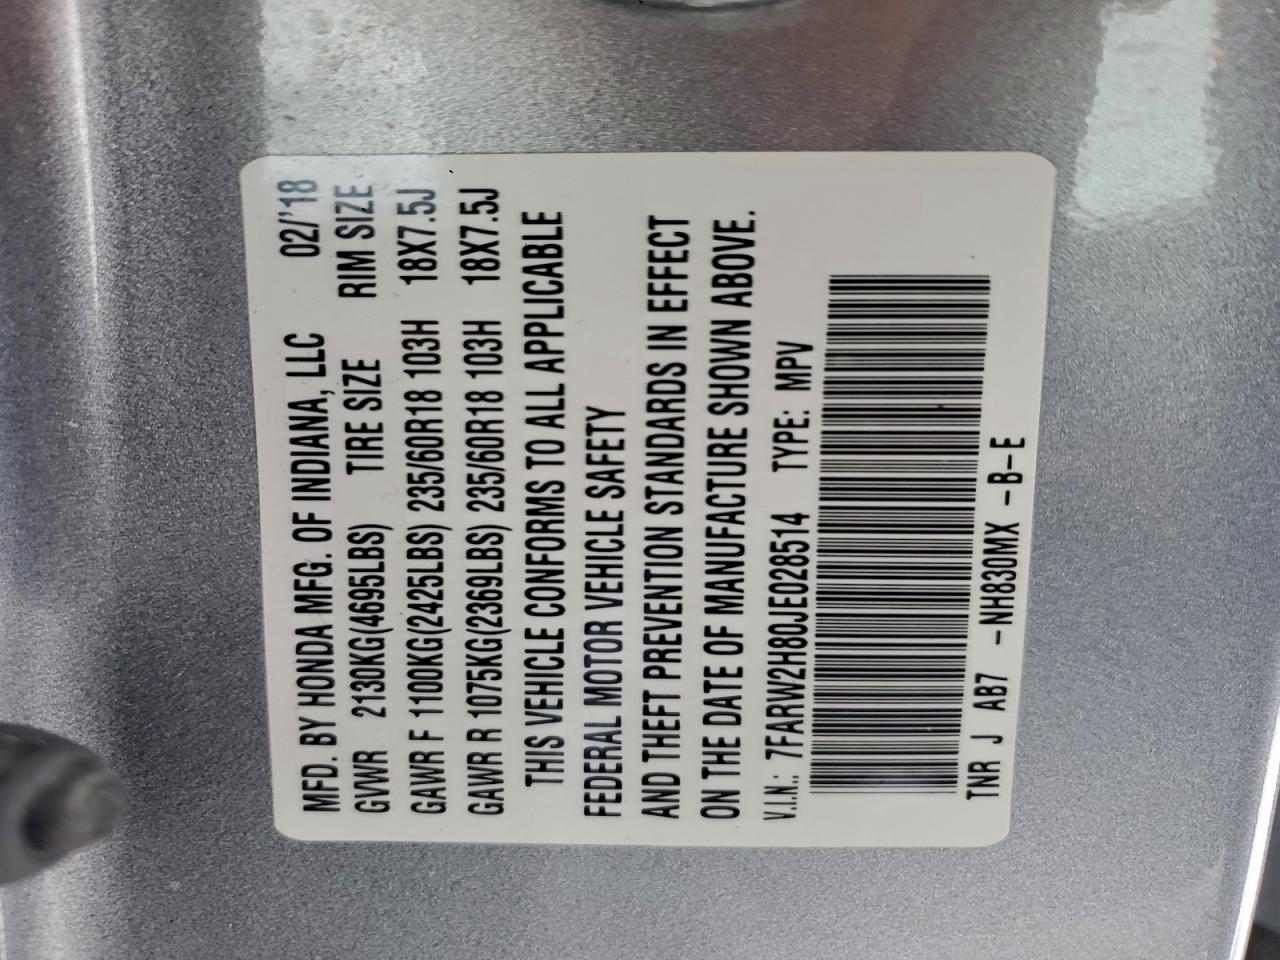 MFD. BY HONDA MFG. OF INDIANA, LLC 02/'18
GVWR 2130KG(4695LBS) TIRE SIZE RIM SIZE
GAWR F 1100KG(2425LBS) 235/60R18 103H 18X7.5J
GAWR R 1075KG(2369LBS) 235/60R18 103H 18X7.5J
THIS VEHICLE CONFORMS TO ALL APPLICABLE
FEDERAL MOTOR VEHICLE SAFETY
AND THEFT PREVENTION STANDARDS IN EFFECT
ON THE DATE OF MANUFACTURE SHOWN ABOVE.
V.I.N.: 7FARW2H80JE028514 TYPE: MPV
TNR J AB7 -NH830MX -B-E